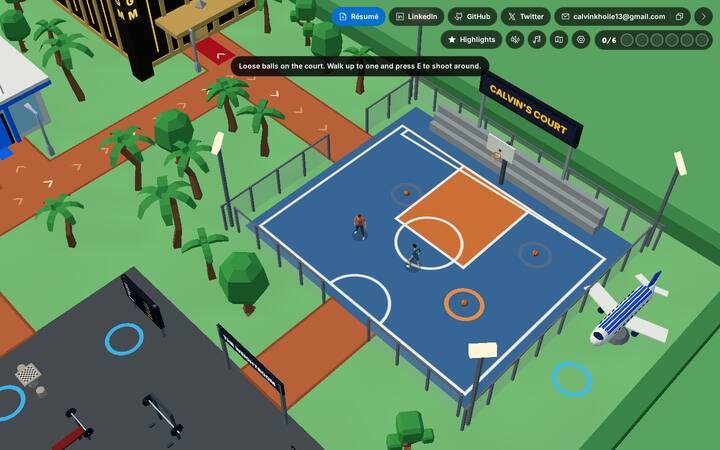 Résumé
LinkedIn
GitHub
Twitter
calvinkhoile13@gmail.com
Highlights
0/6
Loose balls on the court. Walk up to one and press E to shoot around.
CALVIN'S COURT